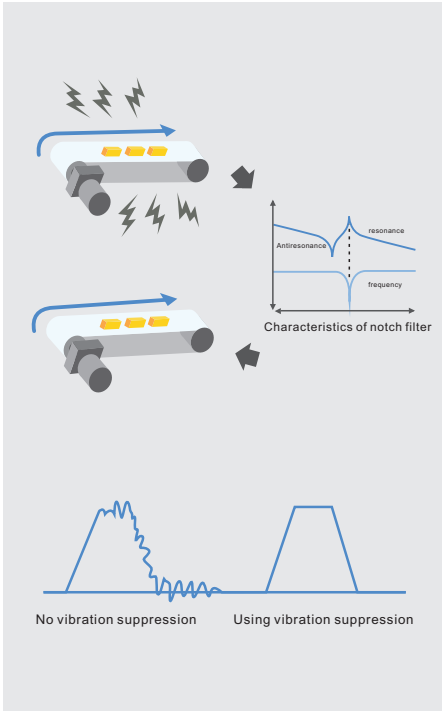 resonance
Antiresonance
frequency
Characteristics of notch filter
No vibration suppression
Using vibration suppression